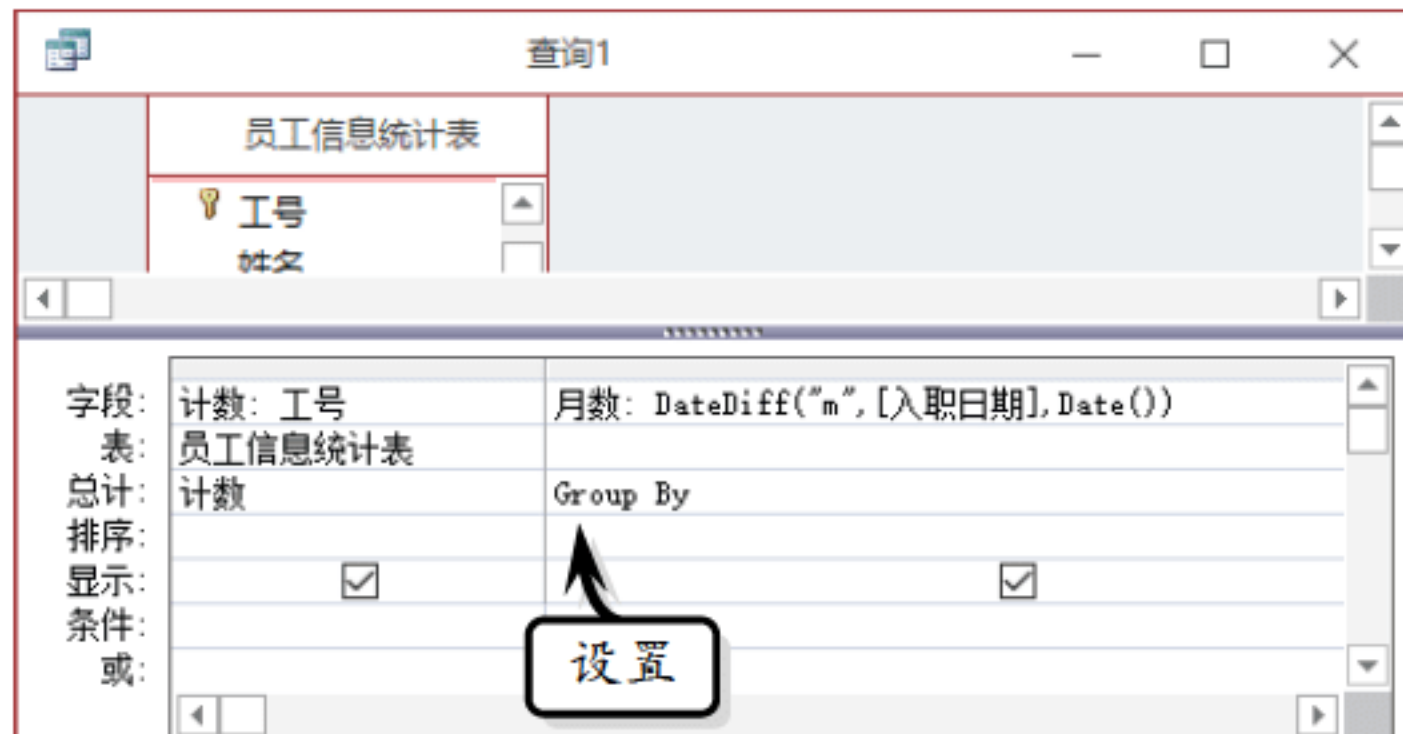 查询1
员工信息统计表
工号
姓名
字段: 计数: 工号 月数: DateDiff("m",[入职日期],Date())
表: 员工信息统计表
总计: 计数 Group By
排序:
显示:
条件:
或:
设置